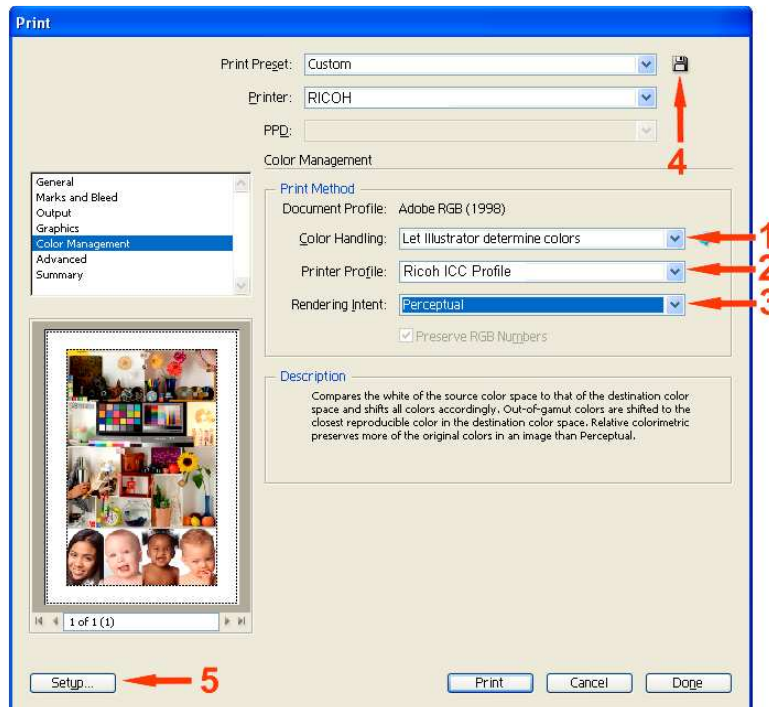 Print
Print Preset: Custom
Printer: RICOH
PPD:
4
Color Management
General
Marks and Bleed
Output
Graphics
Color Management
Advanced
Summary
Print Method
Document Profile: Adobe RGB (1998)
Color Handling: Let Illustrator determine colors
1
Printer Profile: Ricoh ICC Profile
2
Rendering Intent: Perceptual
3
Preserve RGB Numbers
Description
Compares the white of the source color space to that of the destination color
space and shifts all colors accordingly. Out-of-gamut colors are shifted to the
closest reproducible color in the destination color space. Relative colorimetric
preserves more of the original colors in an image than Perceptual.
1 of 1 (1)
Setup...
5
Print
Cancel
Done